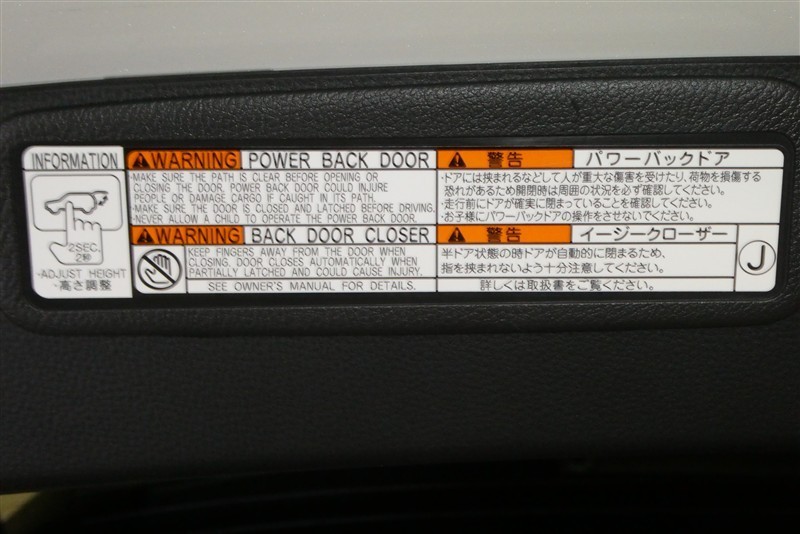 INFORMATION
2SEC.
2秒
-ADJUST HEIGHT
-高さ調整
WARNING POWER BACK DOOR
-MAKE SURE THE PATH IS CLEAR BEFORE OPENING OR
CLOSING THE DOOR. POWER BACK DOOR COULD INJURE
PEOPLE OR DAMAGE CARGO IF CAUGHT IN ITS PATH.
-MAKE SURE THE DOOR IS CLOSED AND LATCHED BEFORE DRIVING.
-NEVER ALLOW A CHILD TO OPERATE THE POWER BACK DOOR.
警告 パワーバックドア
・ドアには挟まれるなどして人が重大な傷害を受けたり、荷物を損傷する
恐れがあるため開閉時は周囲の状況を必ず確認してください。
・走行前にドアが確実に閉まっていることを確認してください。
・お子様にパワーバックドアの操作をさせないでください。
WARNING BACK DOOR CLOSER
KEEP FINGERS AWAY FROM THE DOOR WHEN
CLOSING. DOOR CLOSES AUTOMATICALLY WHEN
PARTIALLY LATCHED AND COULD CAUSE INJURY.
SEE OWNER'S MANUAL FOR DETAILS.
警告 イージークローザー
半ドア状態の時ドアが自動的に閉まるため、
指を挟まれないよう十分注意してください。
詳しくは取扱書をご覧ください。
J